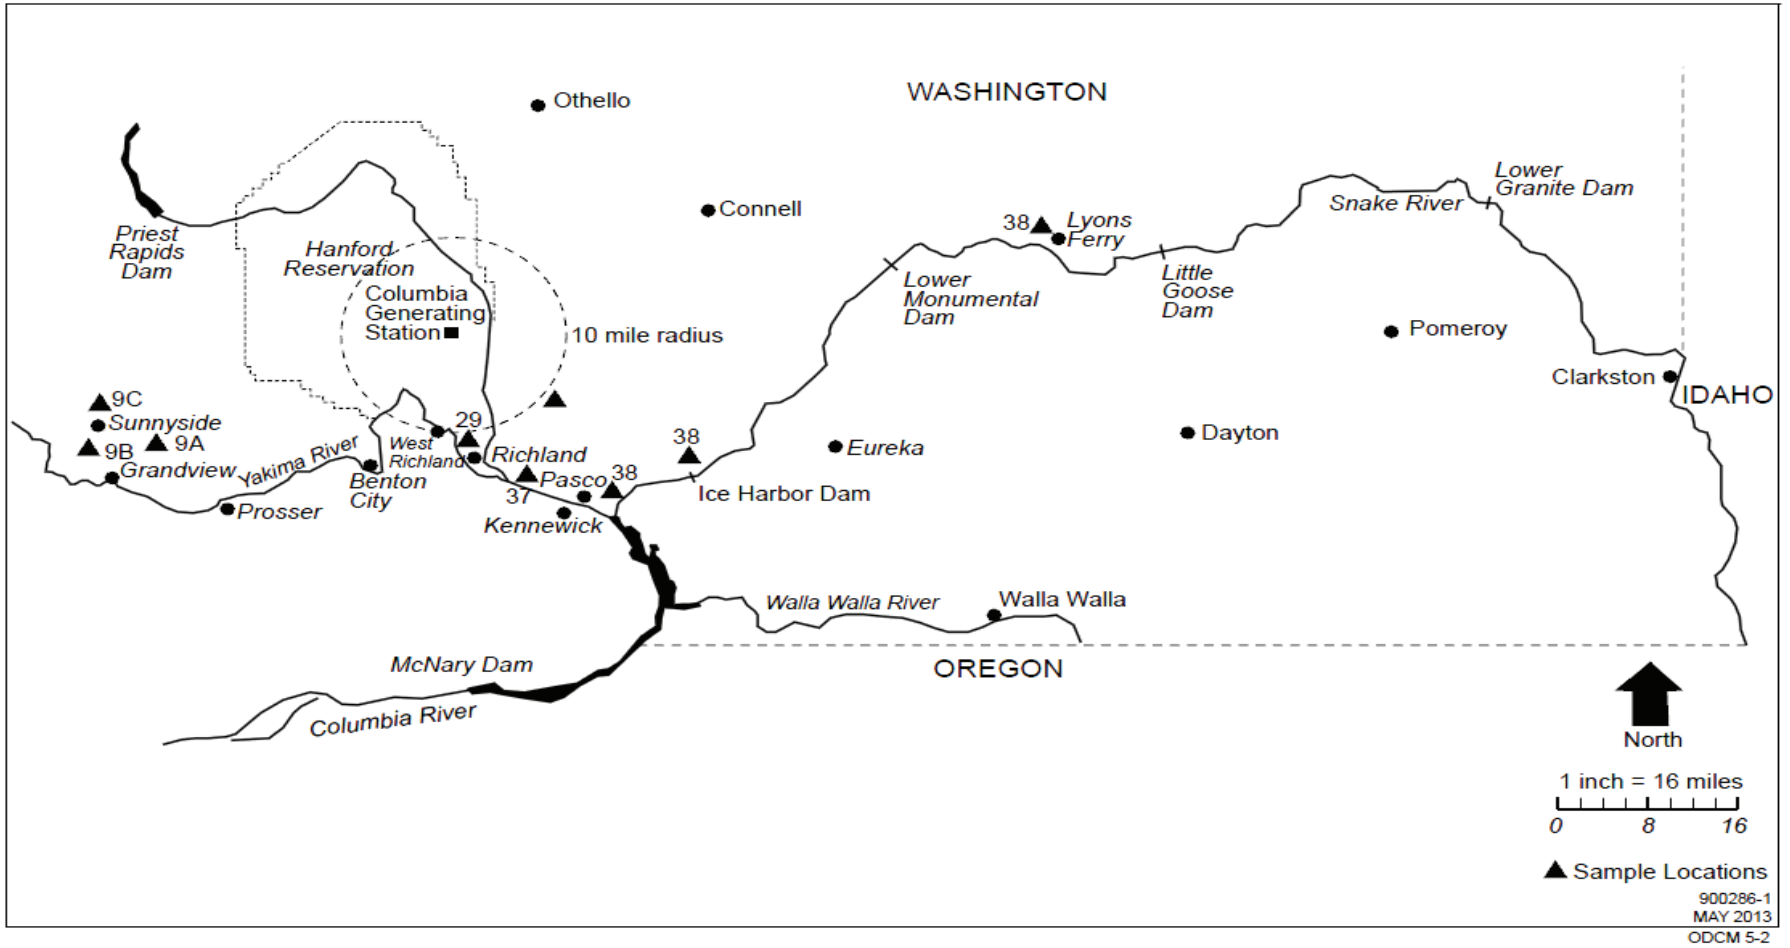 WASHINGTON
Othello
Lower
Granite Dam
Snake River
Connell
38
Lyons
Ferry
Priest
Rapids
Dam
Hanford
Reservation
Columbia
Generating
Station
10 mile radius
Lower
Monumental
Dam
Little
Goose
Dam
Pomeroy
Clarkston
IDAHO
9C
Sunnyside
9B
9A
Grandview
Yakima River
Prosser
Benton
City
West
Richland
29
Richland
37
Pasco
38
Kennewick
38
Ice Harbor Dam
Eureka
Dayton
Walla Walla River
Walla Walla
OREGON
McNary Dam
Columbia River
North
1 inch = 16 miles
0 8 16
Sample Locations
900286-1
MAY 2013
ODCM 5-2